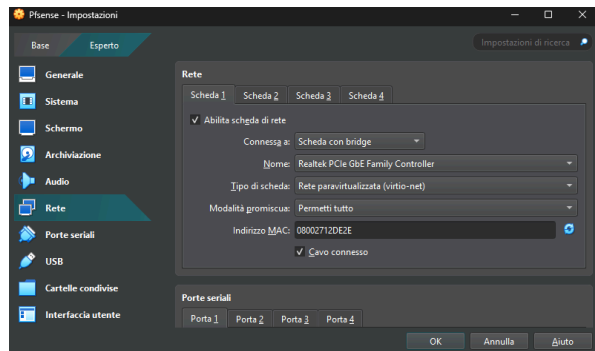 Pfsense - Impostazioni
Base Esperto
Impostazioni di ricerca
Generale
Sistema
Schermo
Archiviazione
Audio
Rete
Porte seriali
USB
Cartelle condivise
Interfaccia utente
Rete
Scheda 1 Scheda 2 Scheda 3 Scheda 4
Abilita scheda di rete
Connessa a: Scheda con bridge
Nome: Realtek PCIe GbE Family Controller
Tipo di scheda: Rete paravirtualizzata (virtio-net)
Modalità promiscua: Permetti tutto
Indirizzo MAC: 08002712DE2E
Cavo connesso
Porte seriali
Porta 1 Porta 2 Porta 3 Porta 4
OK Annulla Aiuto